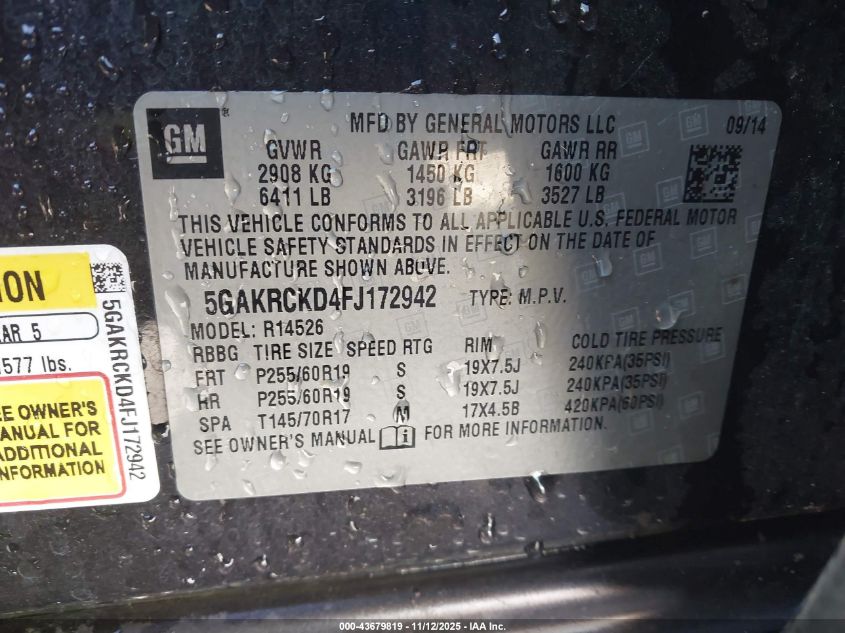 GM
MFD BY GENERAL MOTORS LLC 09/14
GVWR GAWR FRT GAWR RR
2908 KG 1450 KG 1600 KG
6411 LB 3196 LB 3527 LB
THIS VEHICLE CONFORMS TO ALL APPLICABLE U.S. FEDERAL MOTOR
VEHICLE SAFETY STANDARDS IN EFFECT ON THE DATE OF
MANUFACTURE SHOWN ABOVE.
5GAKRCKD4FJ172942 TYPE: M.P.V.
MODEL: R14526
RBBG TIRE SIZE SPEED RTG RIM COLD TIRE PRESSURE
FRT P255/60R19 S 19X7.5J 240KPA(35PSI)
RR P255/60R19 S 19X7.5J 240KPA(35PSI)
SPA T145/70R17 M 17X4.5B 420KPA(60PSI)
SEE OWNER'S MANUAL FOR MORE INFORMATION.
ION
AR 5
577 lbs.
EE OWNER'S
ANUAL FOR
ADDITIONAL
NFORMATION
5GAKRCKD4FJ172942
000-43679819 - 11/12/2025 - IAA Inc.